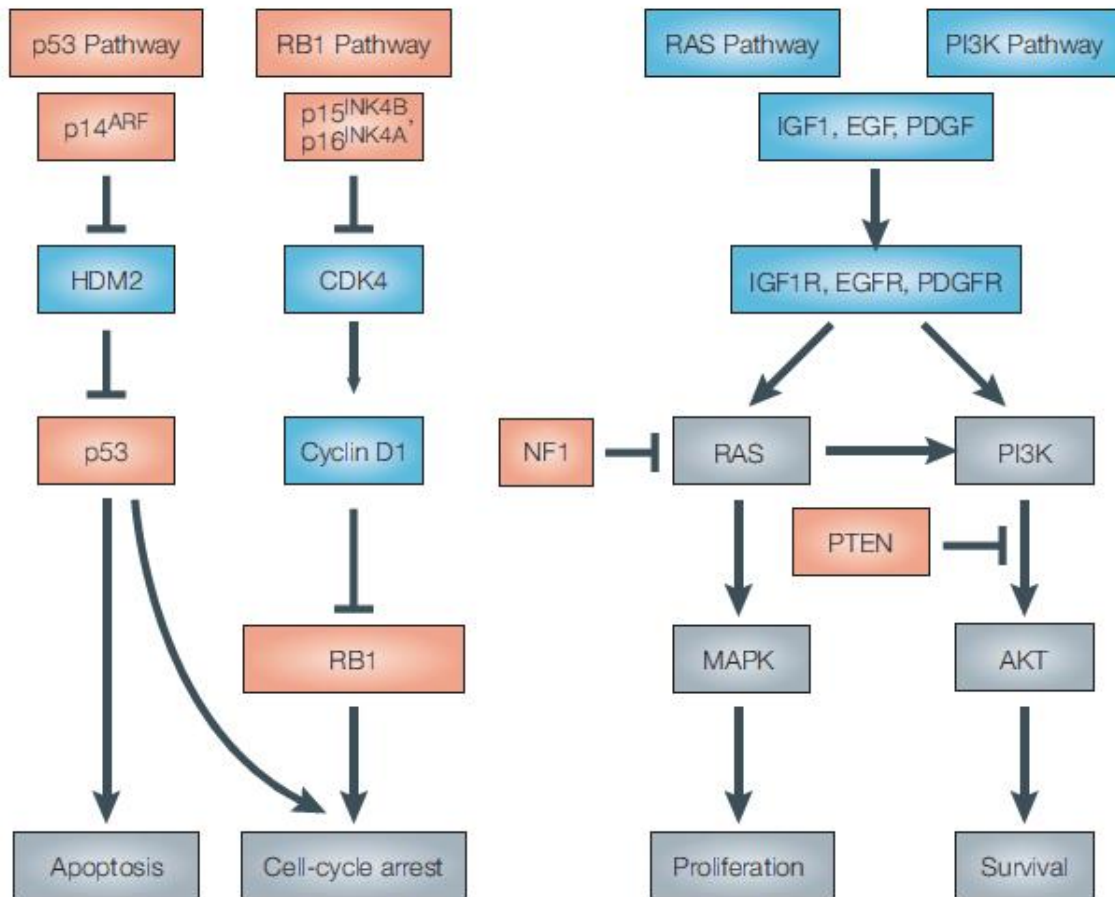 p53 Pathway
RB1 Pathway
RAS Pathway
PI3K Pathway
p14ᴬᴿᶠ
p15ᴵᴺᴷ⁴ᴮ,
p16ᴵᴺᴷ⁴ᴬ
IGF1, EGF, PDGF
HDM2
CDK4
IGF1R, EGFR, PDGFR
p53
Cyclin D1
NF1
RAS
PI3K
PTEN
RB1
MAPK
AKT
Apoptosis
Cell-cycle arrest
Proliferation
Survival